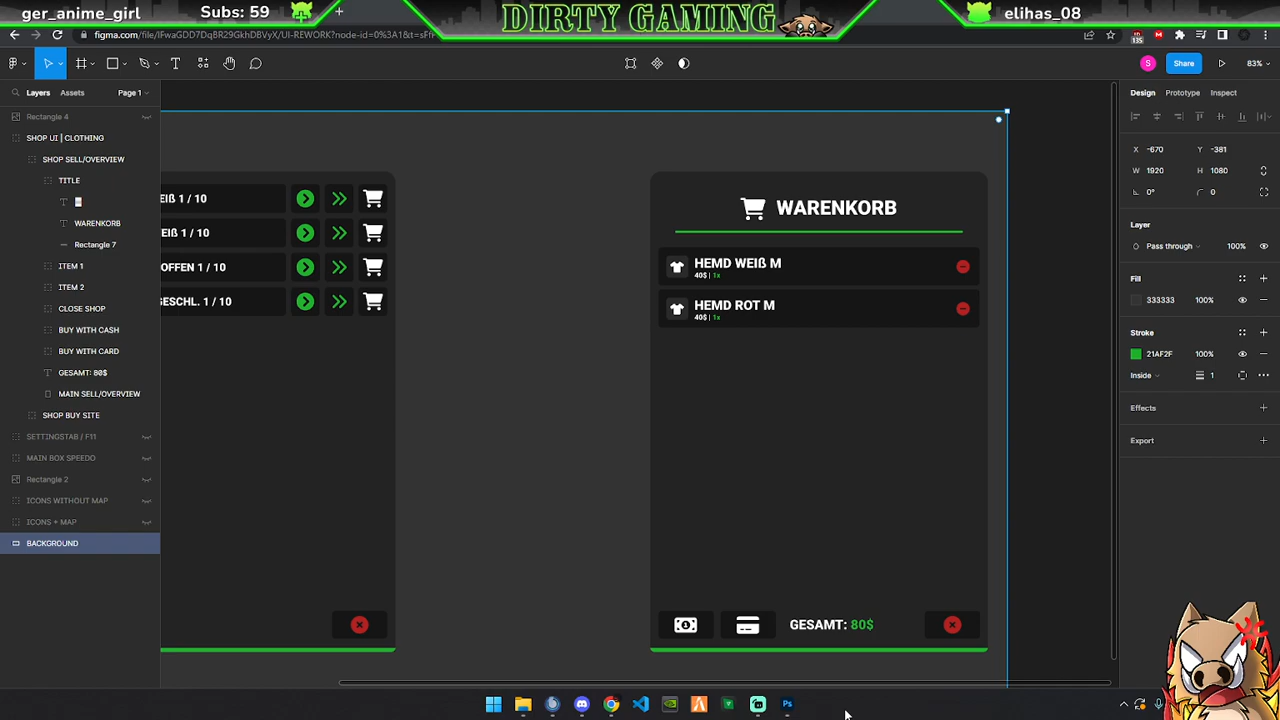 ger_anime_girl
Subs: 59
DIRTY GAMING
elihas_08
figma.com/file/
UI-REWORK?node-id=0%3A1&t=sFf
135
S
Share
83%
Layers
Assets
Page 1
Design
Prototype
Inspect
Rectangle 4
SHOP UI | CLOTHING
SHOP SELL/OVERVIEW
TITLE
WARENKORB
Rectangle 7
ITEM 1
ITEM 2
CLOSE SHOP
BUY WITH CASH
BUY WITH CARD
GESAMT: 80$
MAIN SELL/OVERVIEW
SHOP BUY SITE
SETTINGSTAB / F11
MAIN BOX SPEEDO
Rectangle 2
ICONS WITHOUT MAP
ICONS + MAP
BACKGROUND
EIß 1 / 10
EIß 1 / 10
OFFEN 1 / 10
GESCHL. 1 / 10
WARENKORB
HEMD WEIß M
40$ | 1x
HEMD ROT M
40$ | 1x
GESAMT: 80$
X -670
Y -381
W 1920
H 1080
0°
0
Layer
Pass through
100%
Fill
333333
100%
Stroke
21AF2F
100%
Inside
1
Effects
Export
Ps